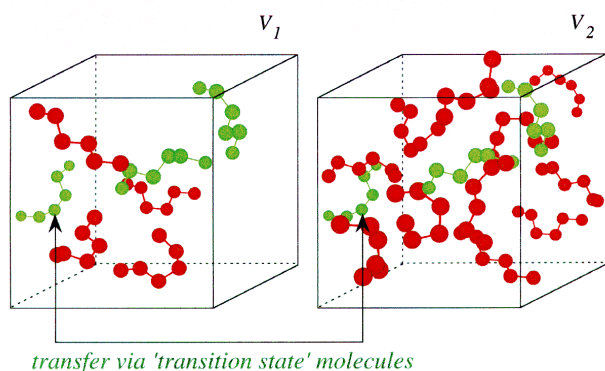 V1
V2
transfer via 'transition state' molecules